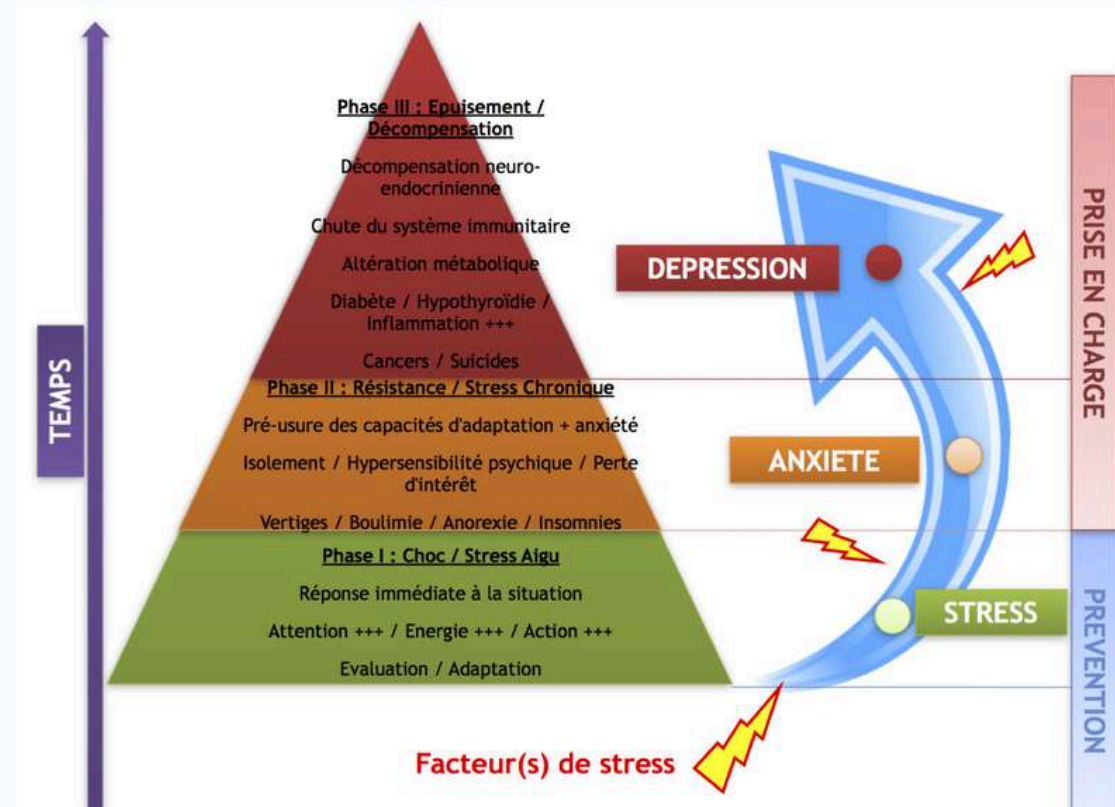 TEMPS
Phase III : Epuisement /
Décompensation
Décompensation neuro-
endocrinienne
Chute du système immunitaire
Altération métabolique
Diabète / Hypothyroïdie /
Inflammation +++
Cancers / Suicides
Phase II : Résistance / Stress Chronique
Pré-usure des capacités d'adaptation + anxiété
Isolement / Hypersensibilité psychique / Perte
d'intérêt
Vertiges / Boulimie / Anorexie / Insomnies
Phase I : Choc / Stress Aigu
Réponse immédiate à la situation
Attention +++ / Energie +++ / Action +++
Evaluation / Adaptation
Facteur(s) de stress
DEPRESSION
ANXIETE
STRESS
PRISE EN CHARGE
PREVENTION